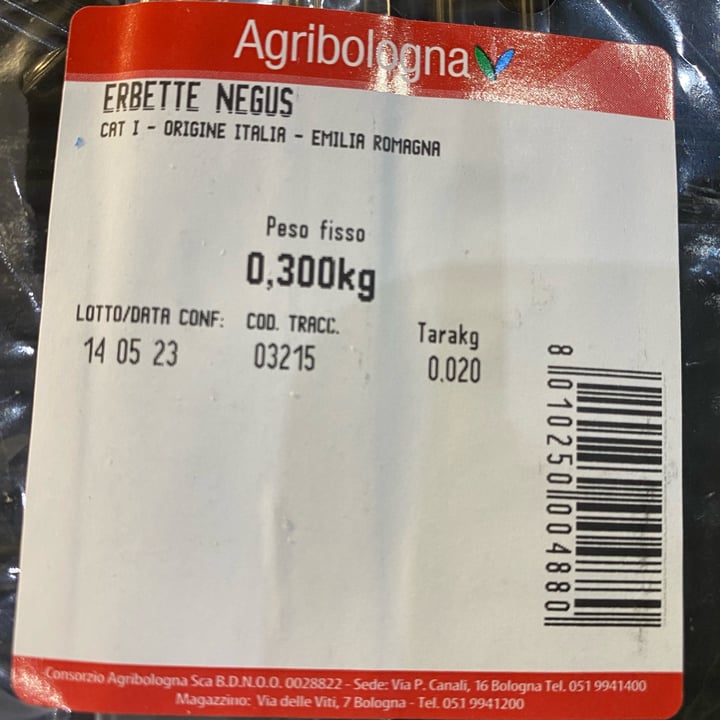 Agribologna
ERBETTE NEGUS
CAT I - ORIGINE ITALIA - EMILIA ROMAGNA
Peso fisso
0,300kg
LOTTO/DATA CONF: COD. TRACC. Tarakg
14 05 23 03215 0.020
8 010250 004880
Consorzio Agribologna Sca B.D.N.O.O. 0028822 - Sede: Via P. Canali, 16 Bologna Tel. 051 9941400
Magazzino: Via delle Viti, 7 Bologna - Tel. 051 9941200